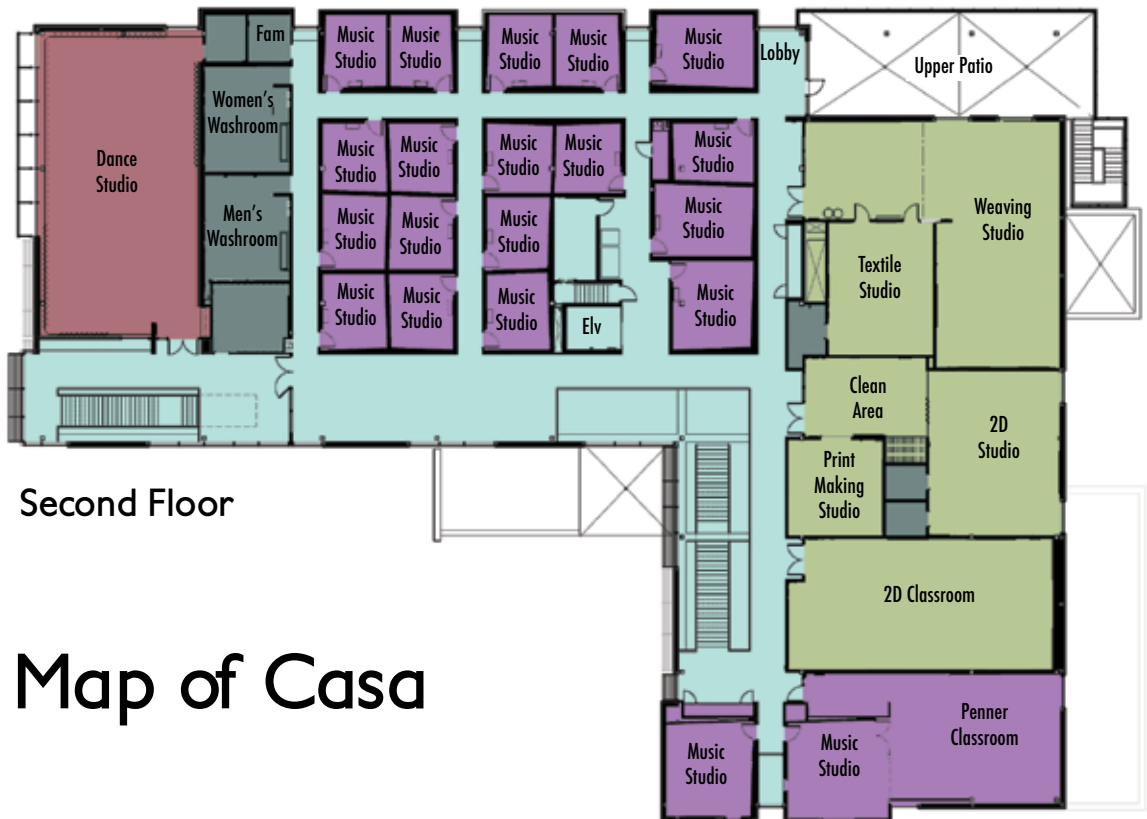 Fam
Music
Studio
Music
Studio
Music
Studio
Music
Studio
Music
Studio
Lobby
Upper Patio
Women's
Washroom
Dance
Studio
Music
Studio
Music
Studio
Music
Studio
Music
Studio
Music
Studio
Men's
Washroom
Music
Studio
Music
Studio
Music
Studio
Music
Studio
Weaving
Studio
Textile
Studio
Music
Studio
Music
Studio
Music
Studio
Elv
Music
Studio
Clean
Area
2D
Studio
Print
Making
Studio
Second Floor
2D Classroom
Map of Casa
Music
Studio
Music
Studio
Penner
Classroom